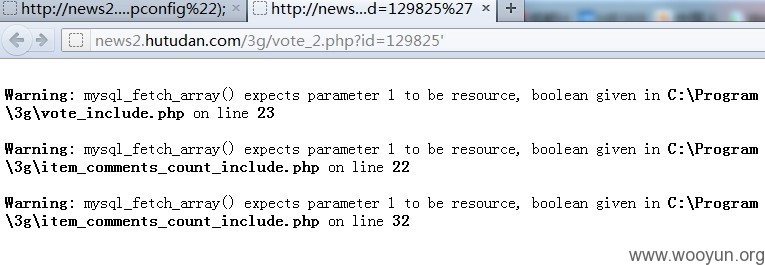 http://news2....pconfig%22);
http://news...d=129825%27
news2.hutudan.com/3g/vote_2.php?id=129825'
Warning: mysql_fetch_array() expects parameter 1 to be resource, boolean given in C:\Program
\3g\vote_include.php on line 23
Warning: mysql_fetch_array() expects parameter 1 to be resource, boolean given in C:\Program
\3g\item_comments_count_include.php on line 22
Warning: mysql_fetch_array() expects parameter 1 to be resource, boolean given in C:\Program
\3g\item_comments_count_include.php on line 32
www.wooyun.org